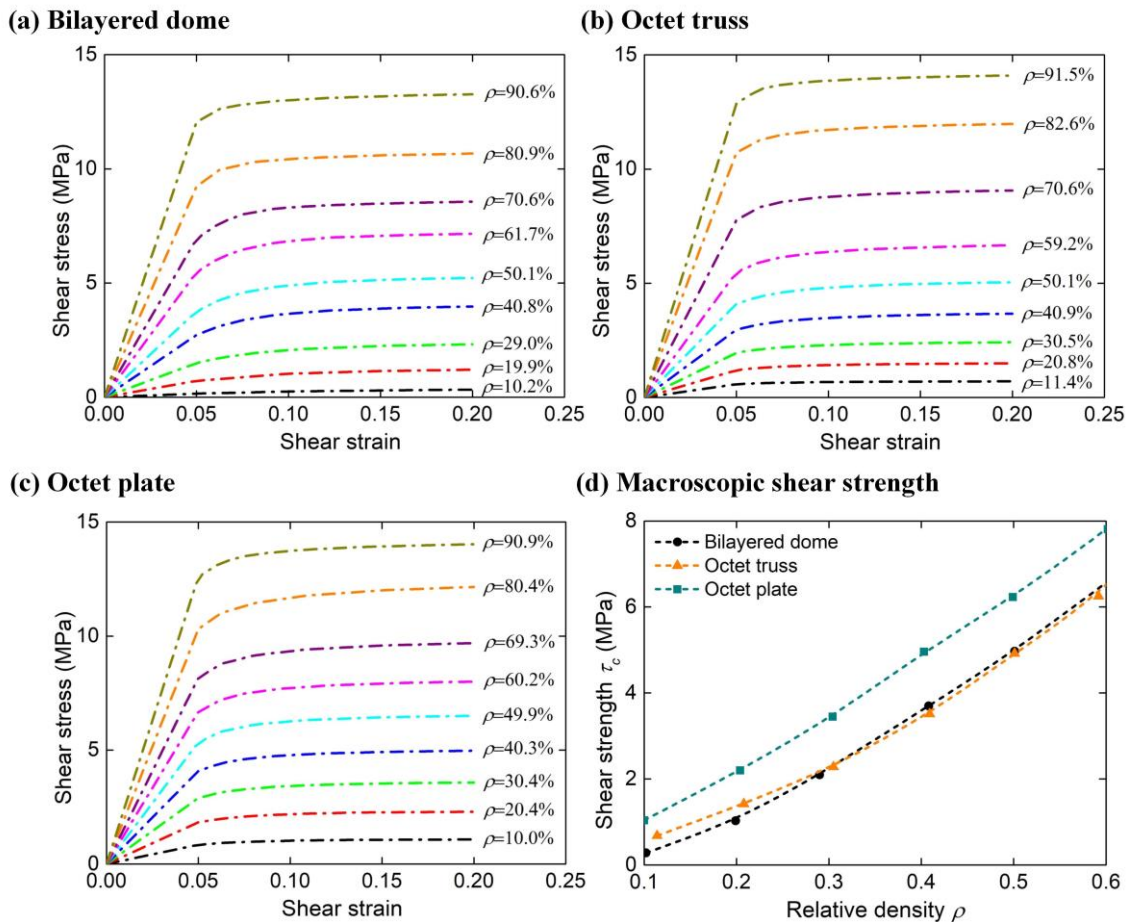 (a) Bilayered dome
15
10
5
0
Shear stress (MPa)
ρ=90.6%
ρ=80.9%
ρ=70.6%
ρ=61.7%
ρ=50.1%
ρ=40.8%
ρ=29.0%
ρ=19.9%
ρ=10.2%
0.00 0.05 0.10 0.15 0.20 0.25
Shear strain
(b) Octet truss
15
10
5
0
Shear stress (MPa)
ρ=91.5%
ρ=82.6%
ρ=70.6%
ρ=59.2%
ρ=50.1%
ρ=40.9%
ρ=30.5%
ρ=20.8%
ρ=11.4%
0.00 0.05 0.10 0.15 0.20 0.25
Shear strain
(c) Octet plate
15
10
5
0
Shear stress (MPa)
ρ=90.9%
ρ=80.4%
ρ=69.3%
ρ=60.2%
ρ=49.9%
ρ=40.3%
ρ=30.4%
ρ=20.4%
ρ=10.0%
0.00 0.05 0.10 0.15 0.20 0.25
Shear strain
(d) Macroscopic shear strength
8
6
4
2
0
Shear strength τc (MPa)
Bilayered dome
Octet truss
Octet plate
0.1 0.2 0.3 0.4 0.5 0.6
Relative density ρ